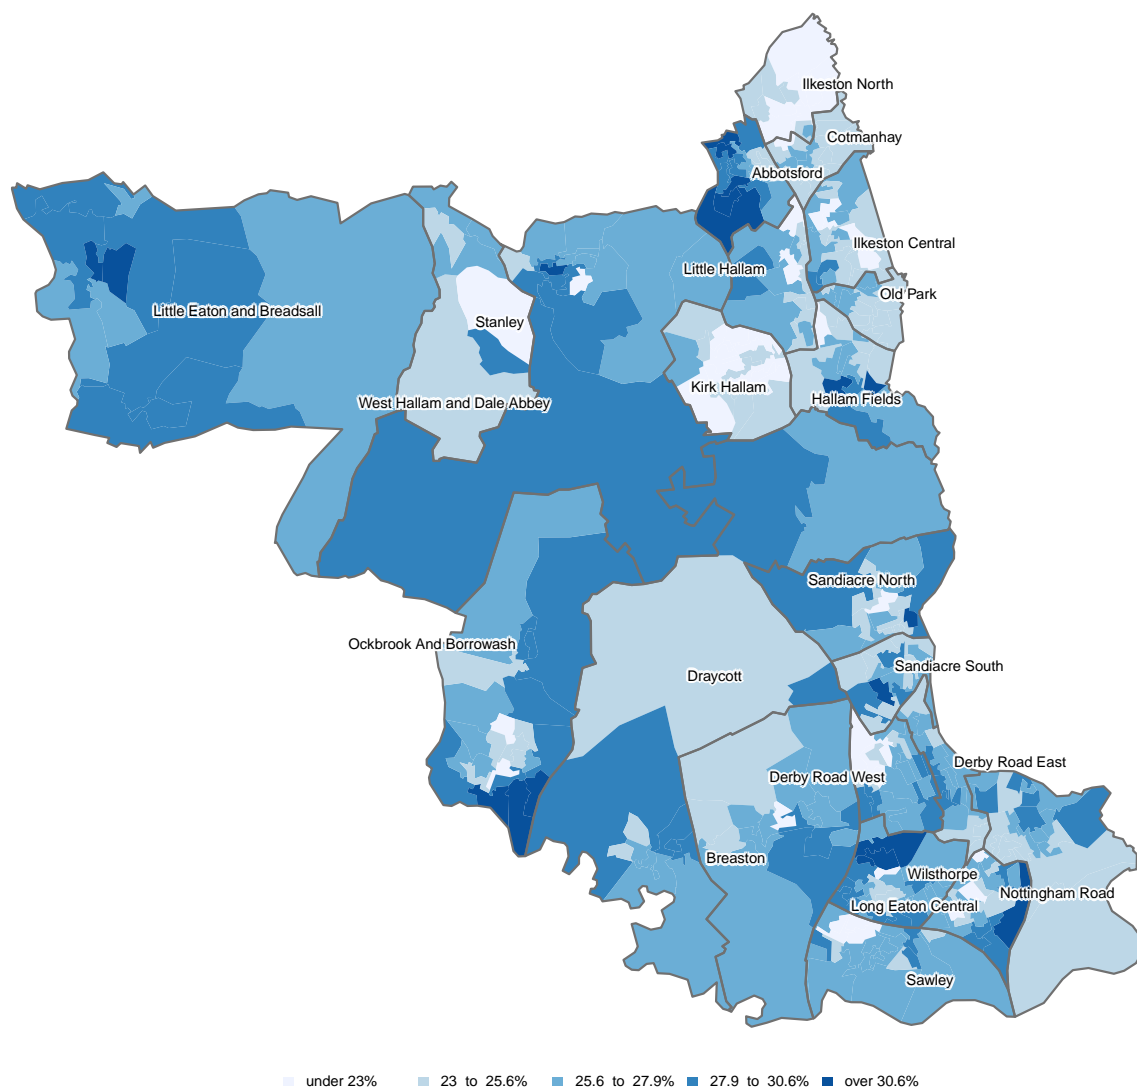 Ilkeston North
Cotmanhay
Abbotsford
Ilkeston Central
Little Hallam
Old Park
Little Eaton and Breadsall
Stanley
Kirk Hallam
West Hallam and Dale Abbey
Hallam Fields
Sandiacre North
Ockbrook And Borrowash
Sandiacre South
Draycott
Derby Road East
Derby Road West
Breaston
Wilsthorpe
Nottingham Road
Long Eaton Central
Sawley
under 23% 23 to 25.6% 25.6 to 27.9% 27.9 to 30.6% over 30.6%